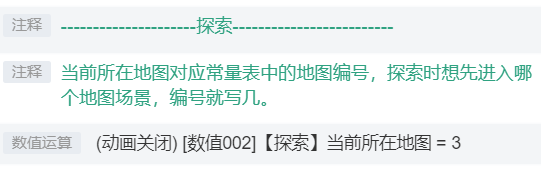 注释 ---------------------探索-------------------------
注释 当前所在地图对应常量表中的地图编号，探索时想先进入哪
个地图场景，编号就写几。
数值运算 (动画关闭) [数值002]【探索】当前所在地图 = 3